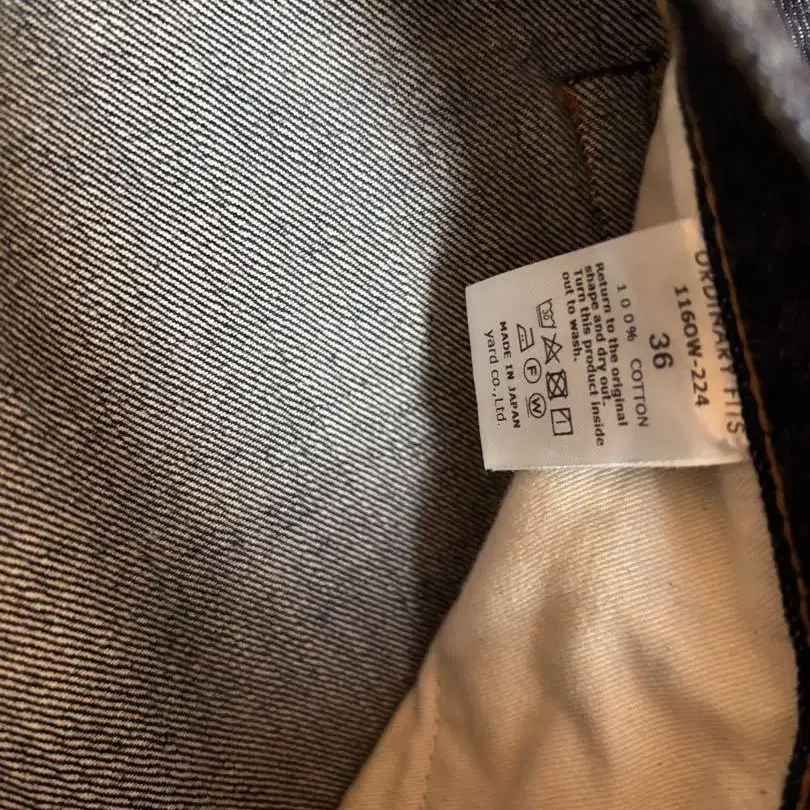 ORDINARY FITS
1160W-224
36
100% COTTON
Return to the original
shape and dry out.
Turn this product inside
out to wash.
30
F W
MADE IN JAPAN
yard co.,Ltd.